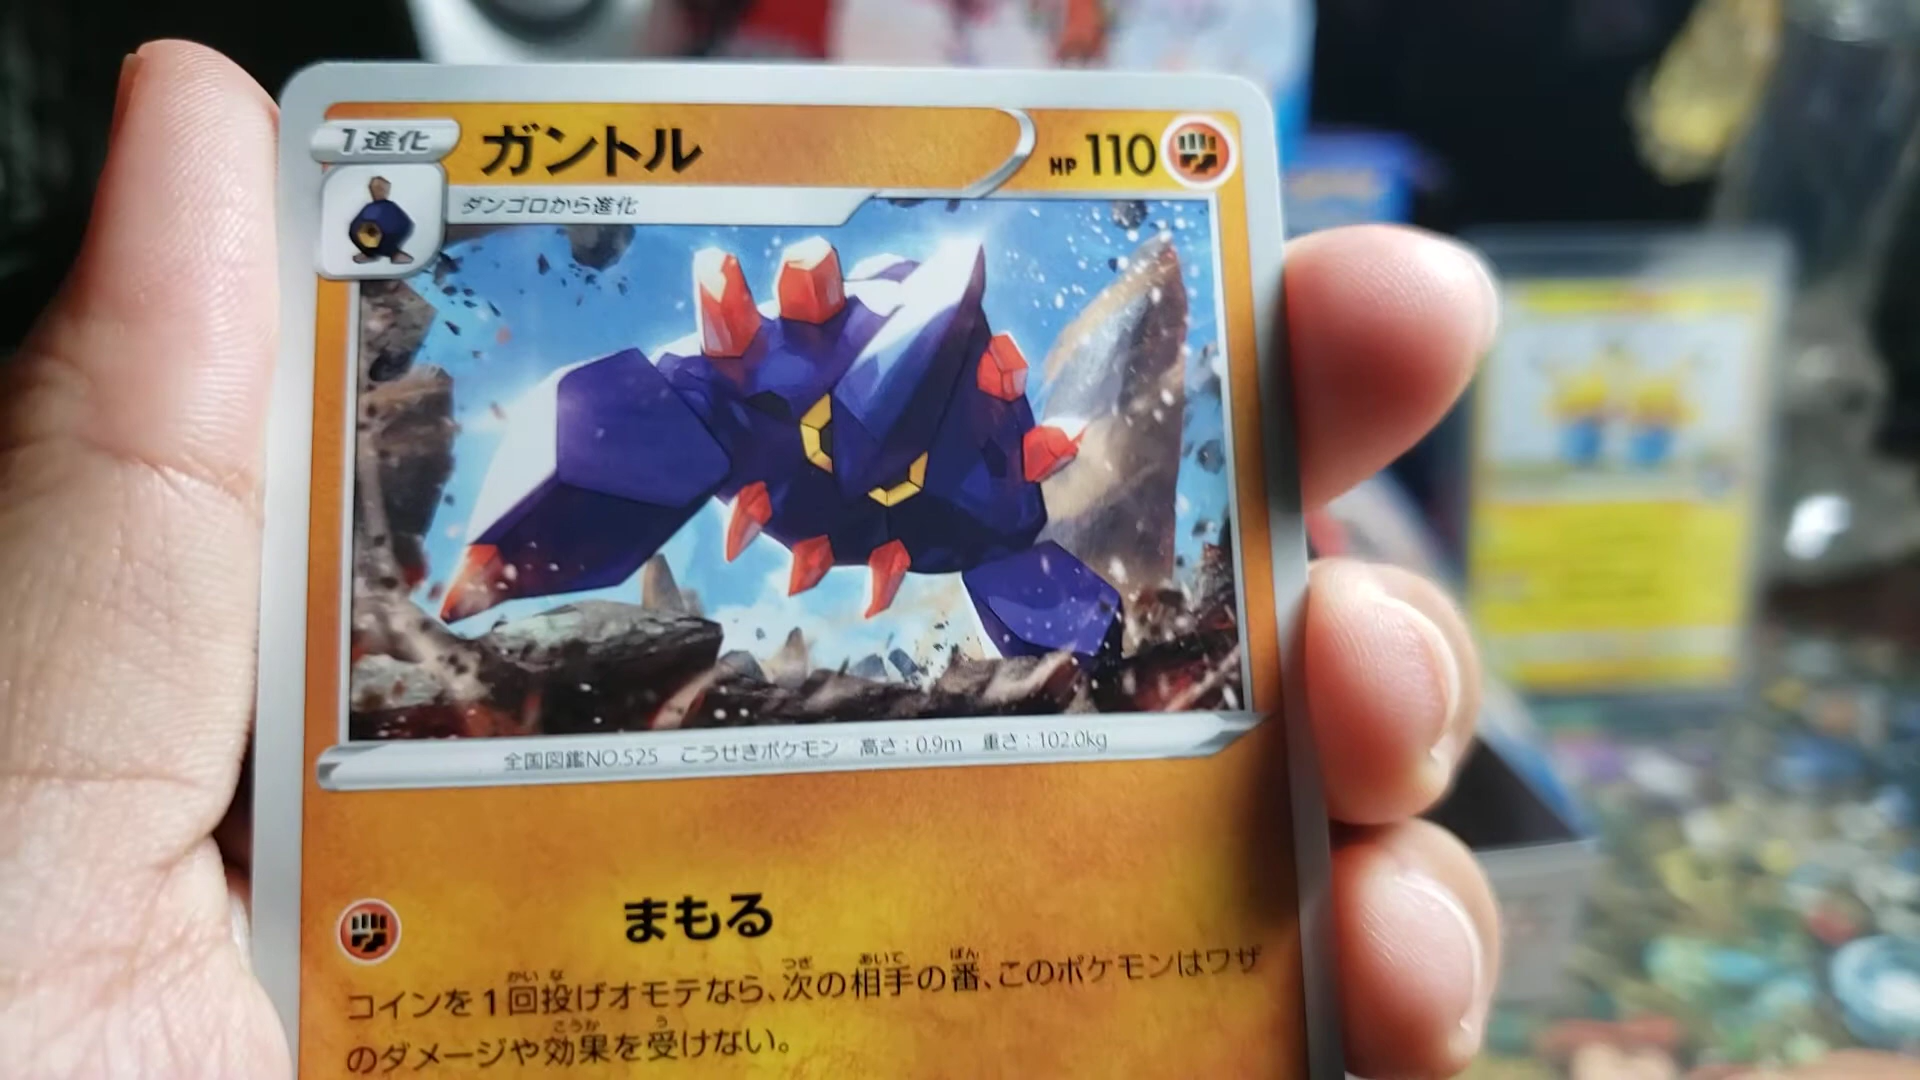 1進化 ガントル HP 110
ダンゴロから進化
全国図鑑NO.525 こうせきポケモン 高さ:0.9m 重さ:102.0kg
まもる
コインを1回投げオモテなら、次の相手の番、このポケモンはワザ
のダメージや効果を受けない。